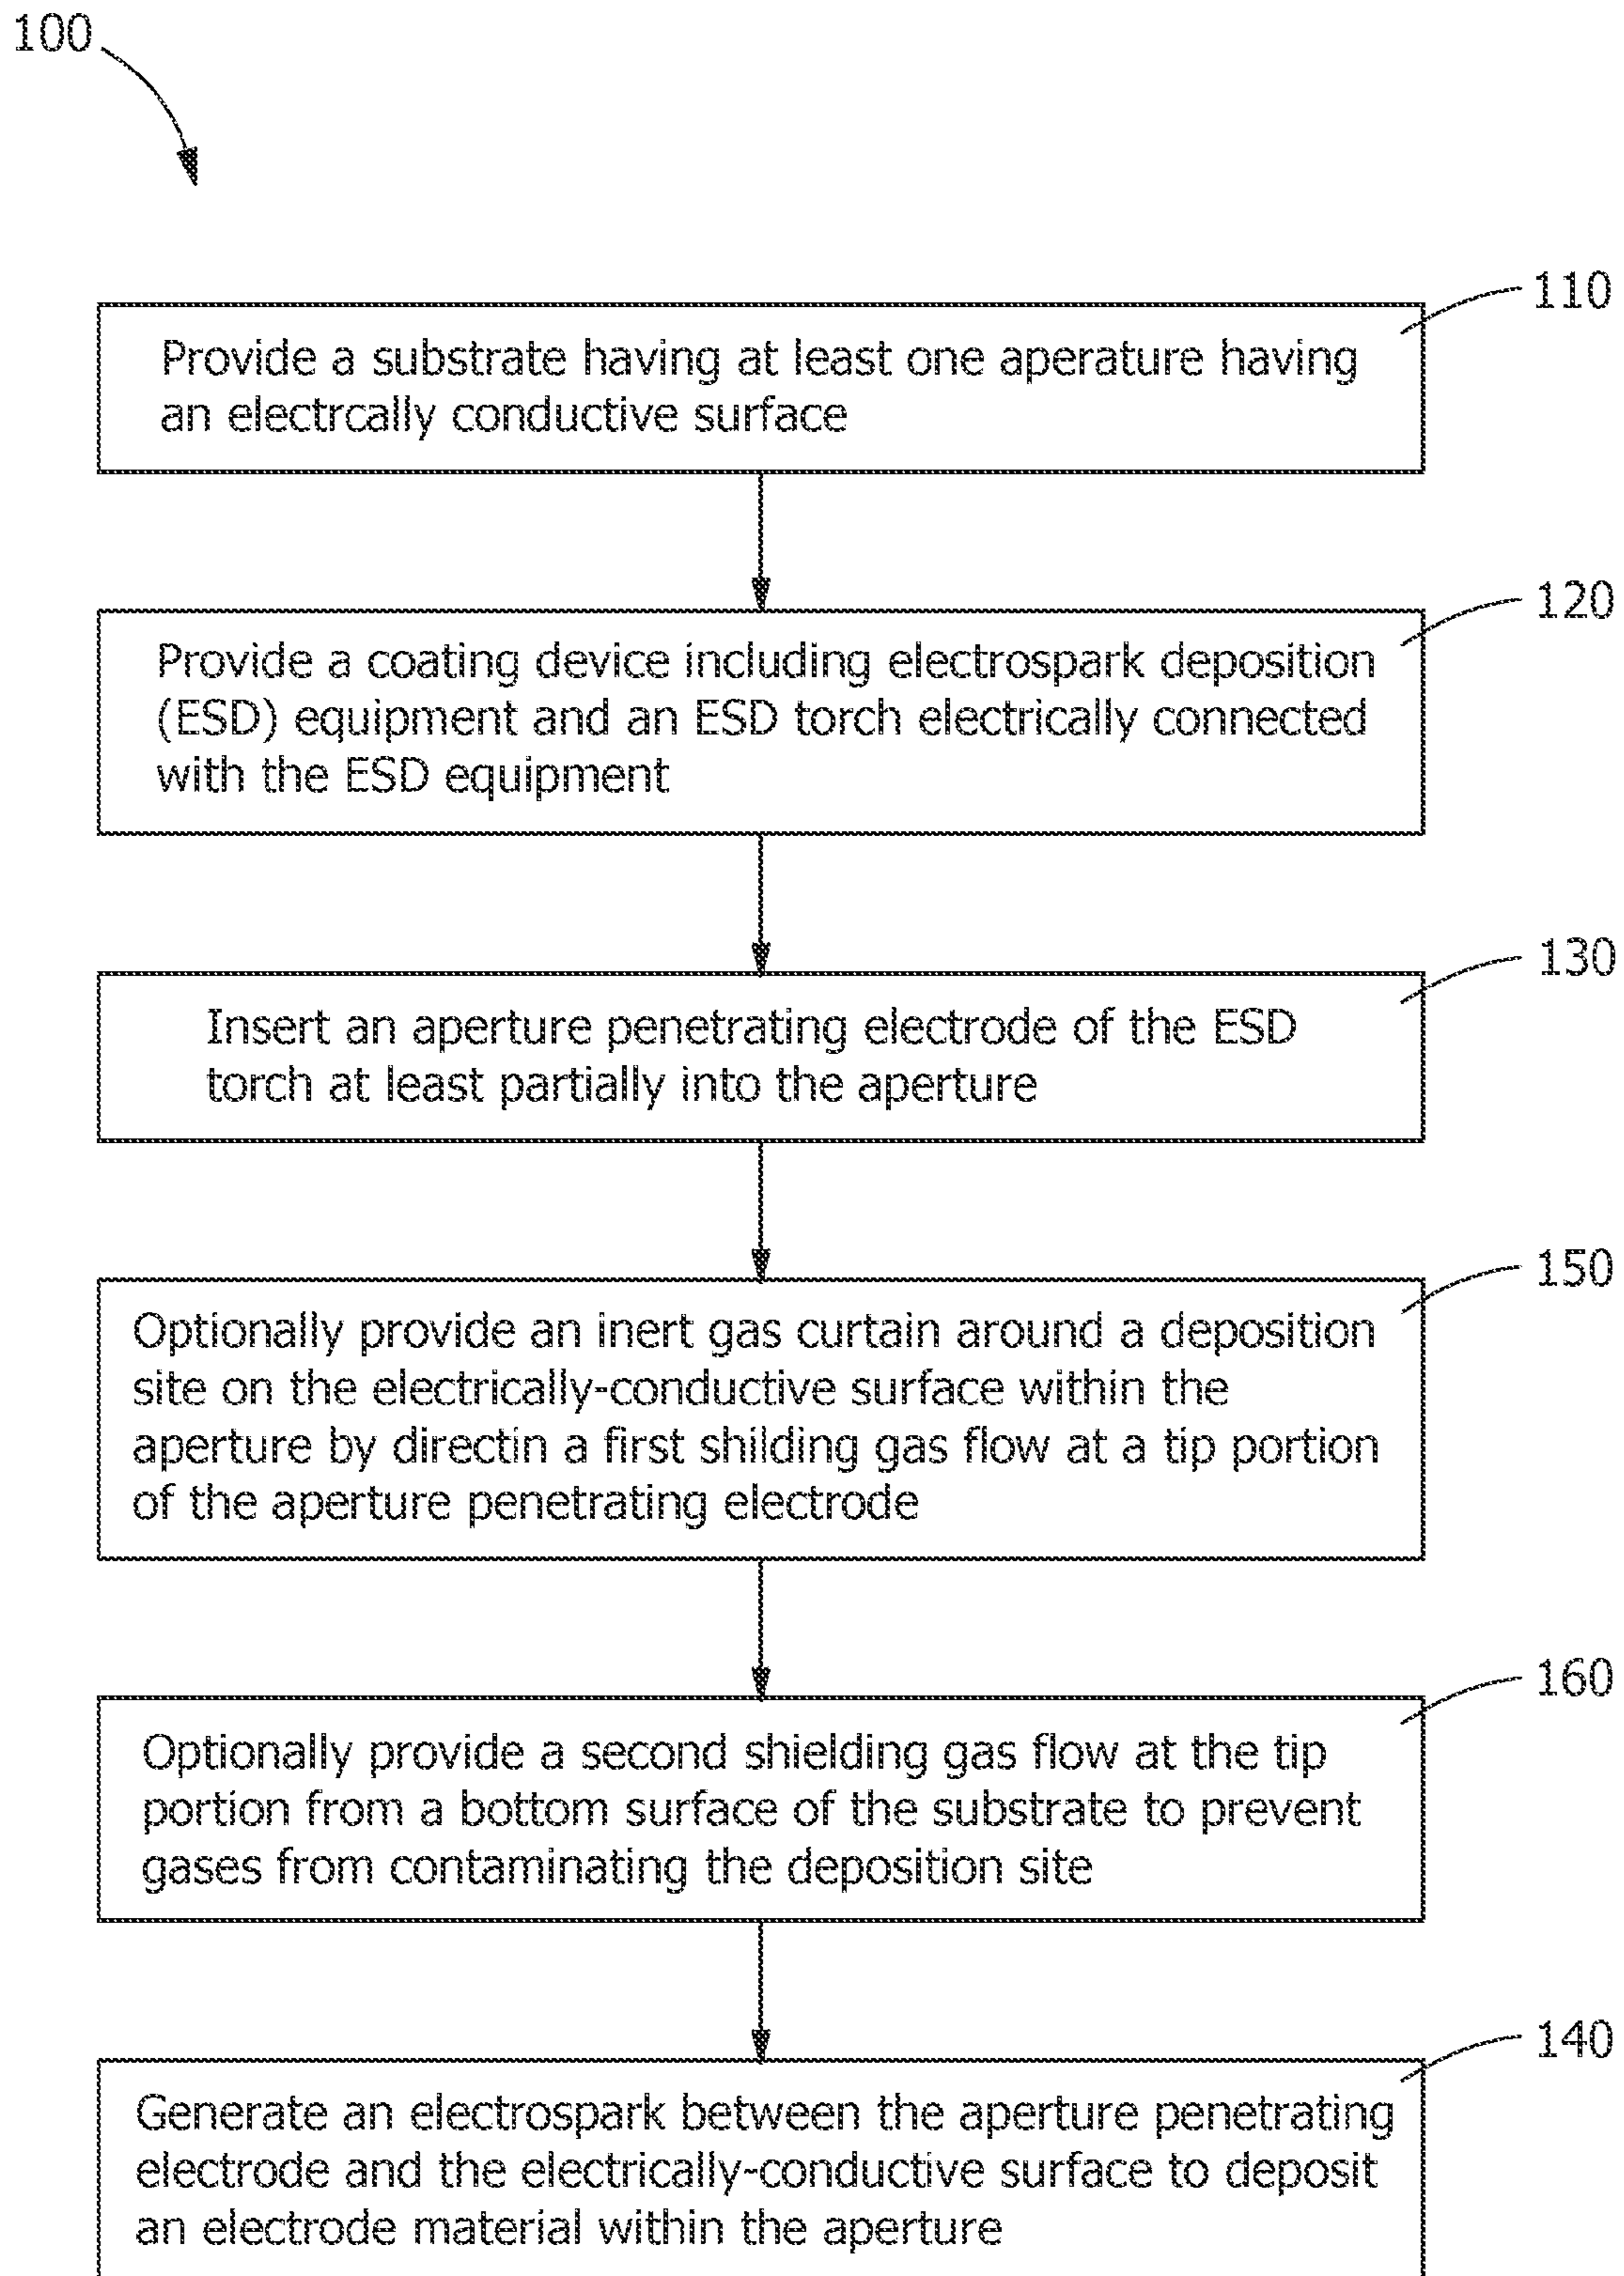 100
110
Provide a substrate having at least one aperature having
an electrcally conductive surface
120
Provide a coating device including electrospark deposition
(ESD) equipment and an ESD torch electrically connected
with the ESD equipment
130
Insert an aperture penetrating electrode of the ESD
torch at least partially into the aperture
150
Optionally provide an inert gas curtain around a deposition
site on the electrically-conductive surface within the
aperture by directin a first shilding gas flow at a tip portion
of the aperture penetrating electrode
160
Optionally provide a second shielding gas flow at the tip
portion from a bottom surface of the substrate to prevent
gases from contaminating the deposition site
140
Generate an electrospark between the aperture penetrating
electrode and the electrically-conductive surface to deposit
an electrode material within the aperture